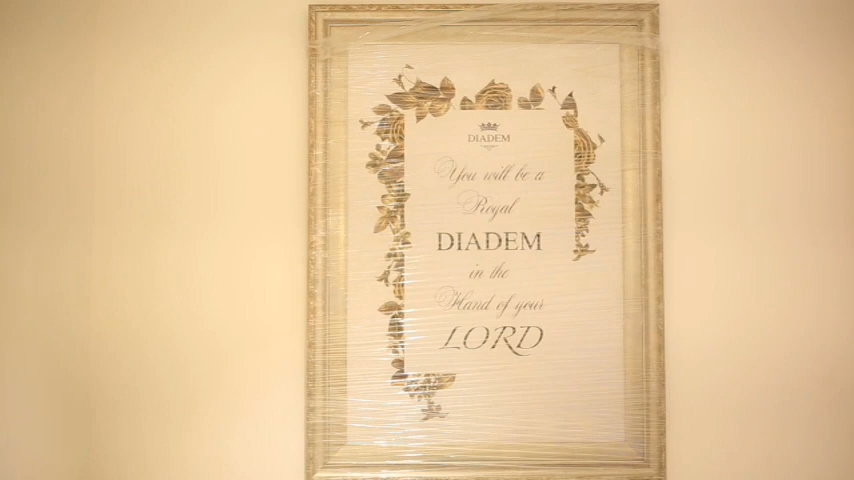 DIADEM
You will be a
Royal
DIADEM
in the
Hand of your
LORD